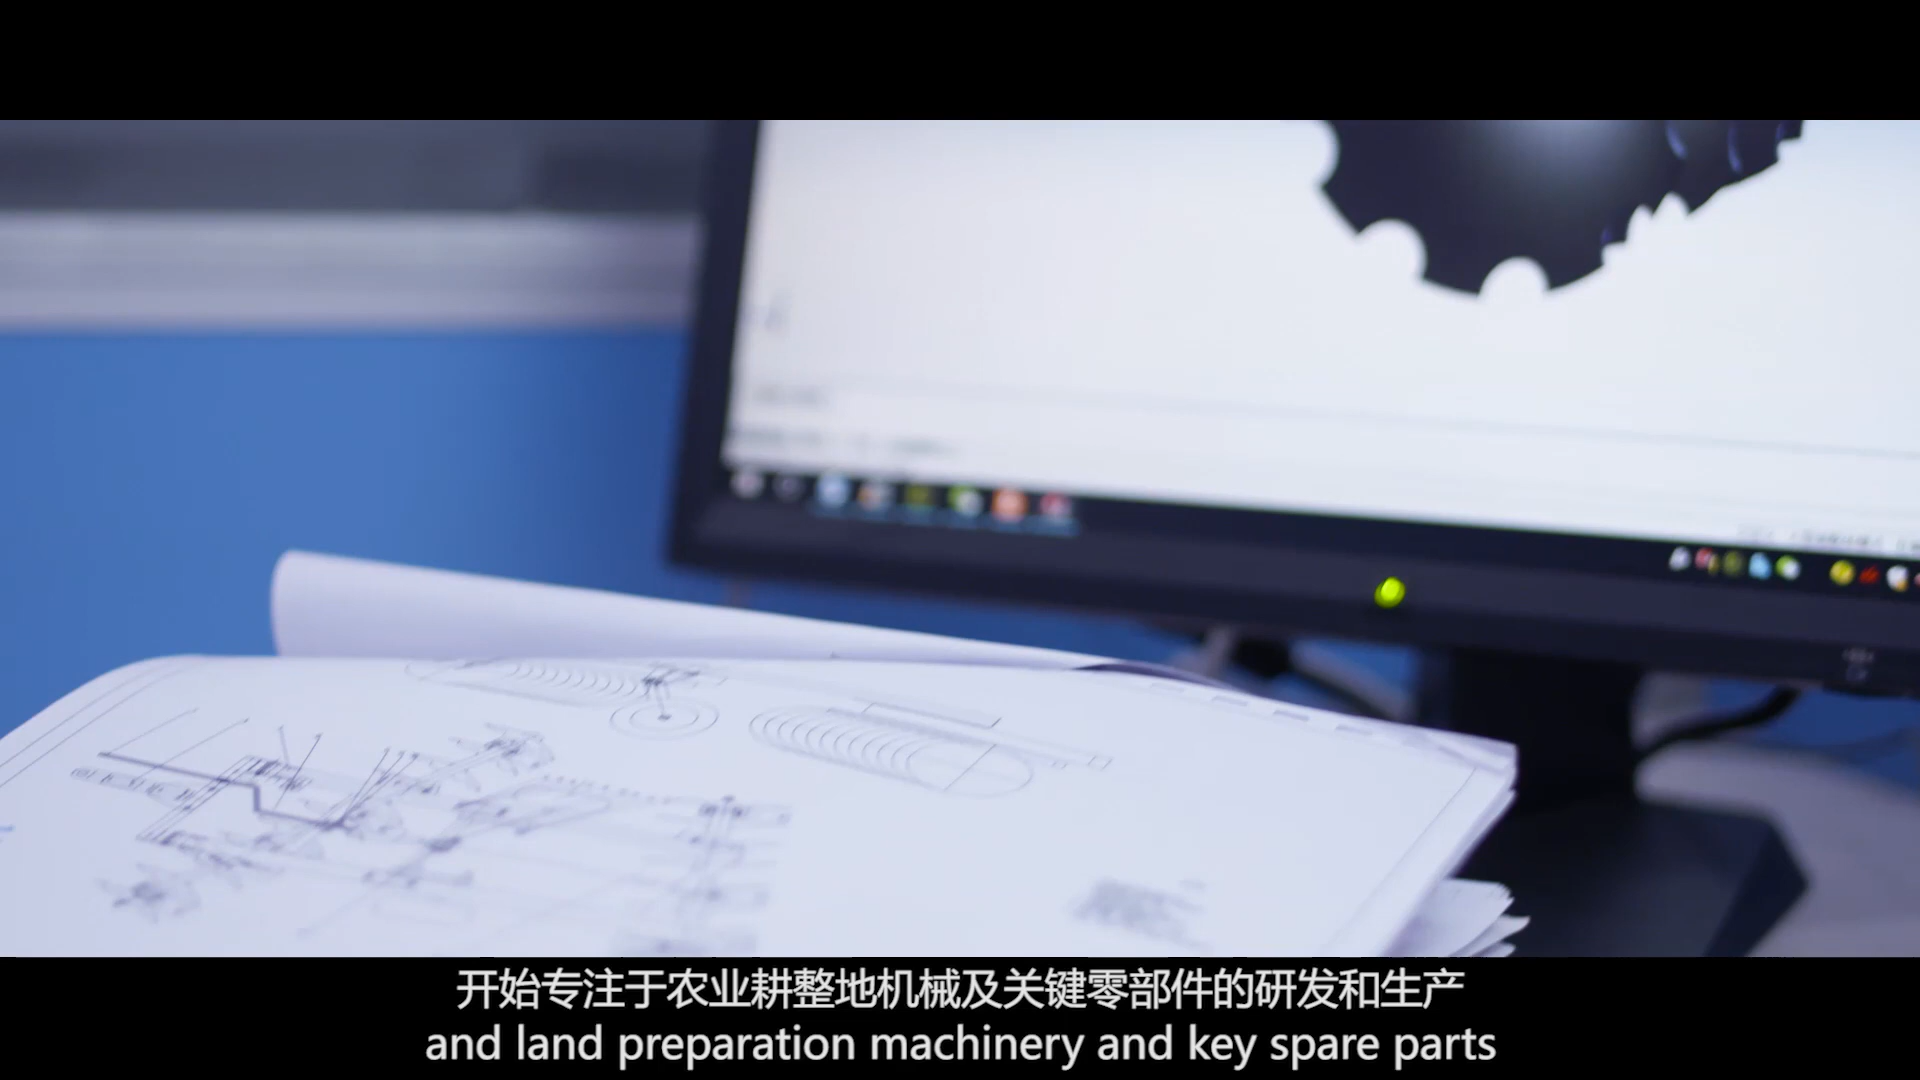 开始专注于农业耕整地机械及关键零部件的研发和生产
and land preparation machinery and key spare parts